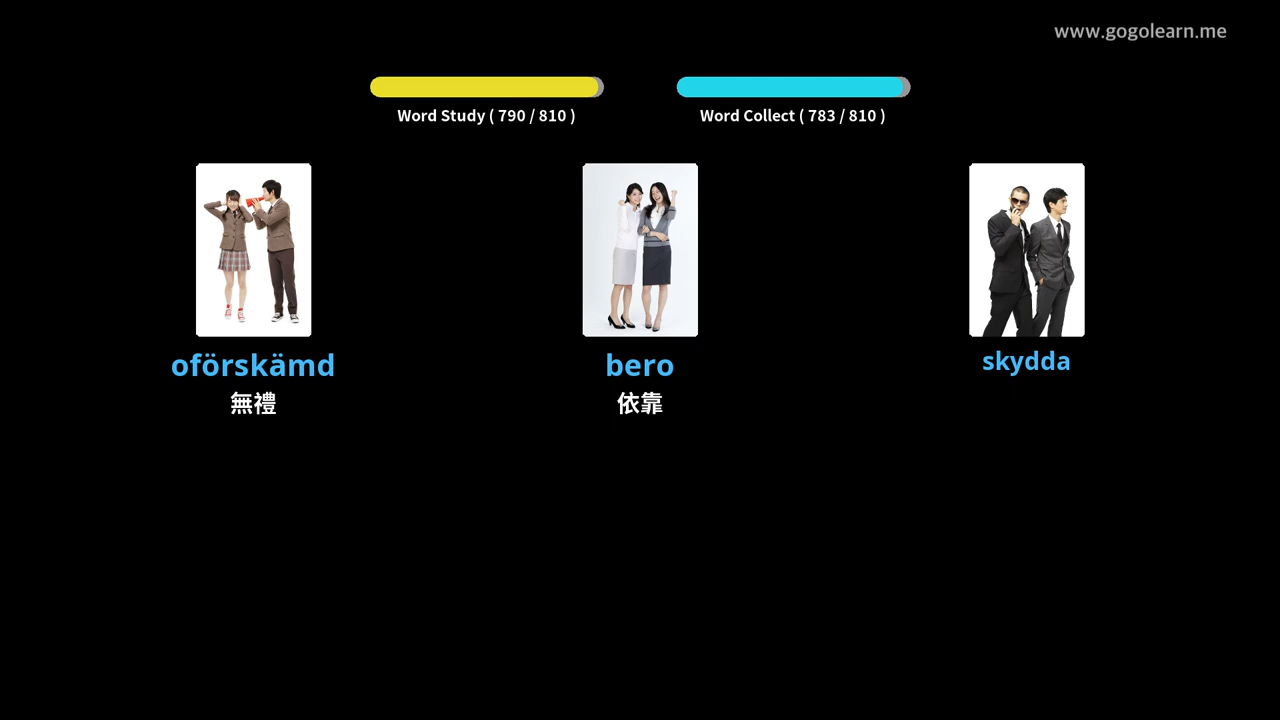 www.gogolearn.me
Word Study ( 790 / 810 )
Word Collect ( 783 / 810 )
oförskämd
無禮
bero
依靠
skydda